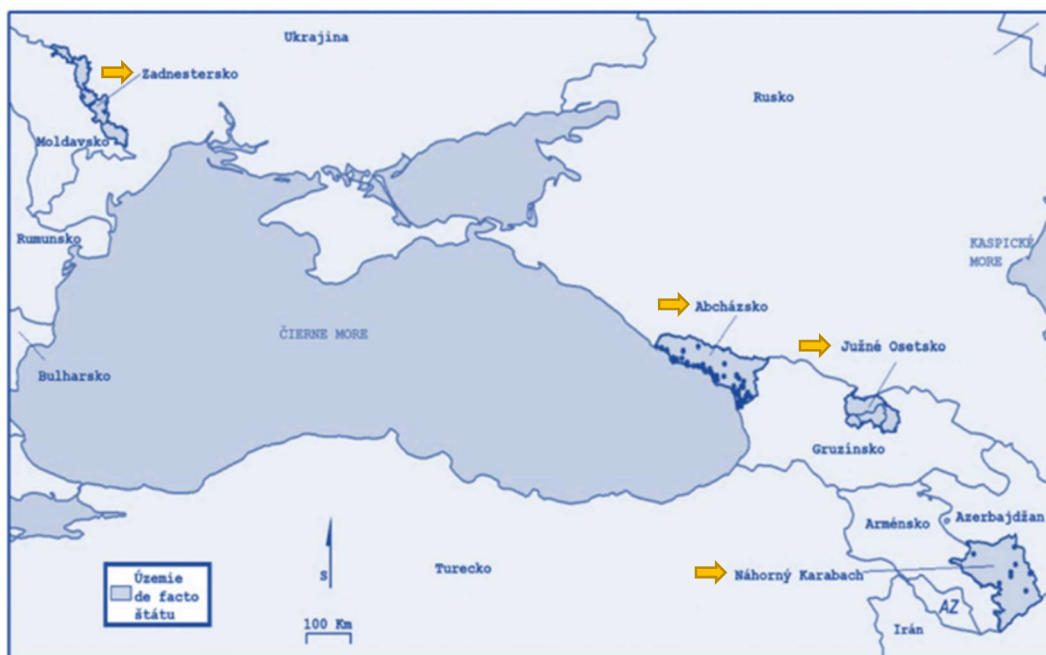 Ukrajina
Zadnestersko
Rusko
Moldavsko
Rumunsko
KASPICKÉ
MORE
Abcházsko
ČIERNE MORE
Južné Osetsko
Bulharsko
Gruzínsko
Arménsko
Azerbajdžan
Územie
de facto
štátu
S
Turecko
Náhorný Karabach
AZ
100 Km
Irán